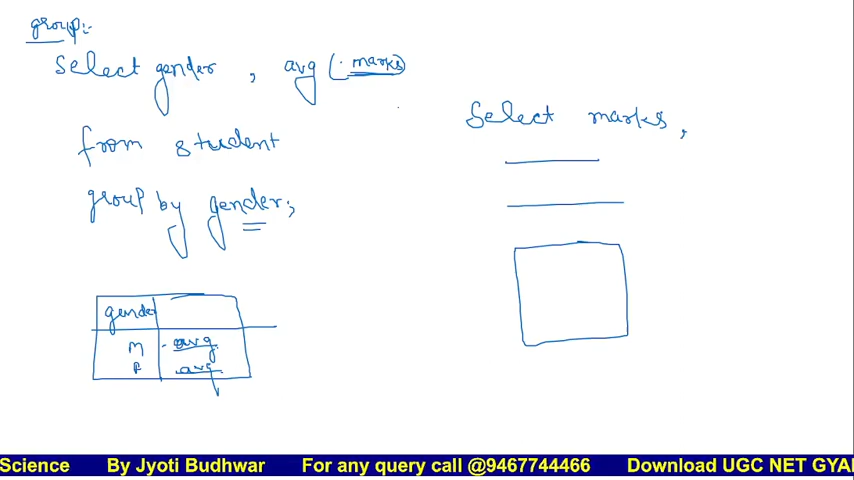 group:-
Select gender, avg (marks)
from student
group by gender;
Select marks,
gender
M avg
F avg
Science By Jyoti Budhwar For any query call @9467744466 Download UGC NET GYA